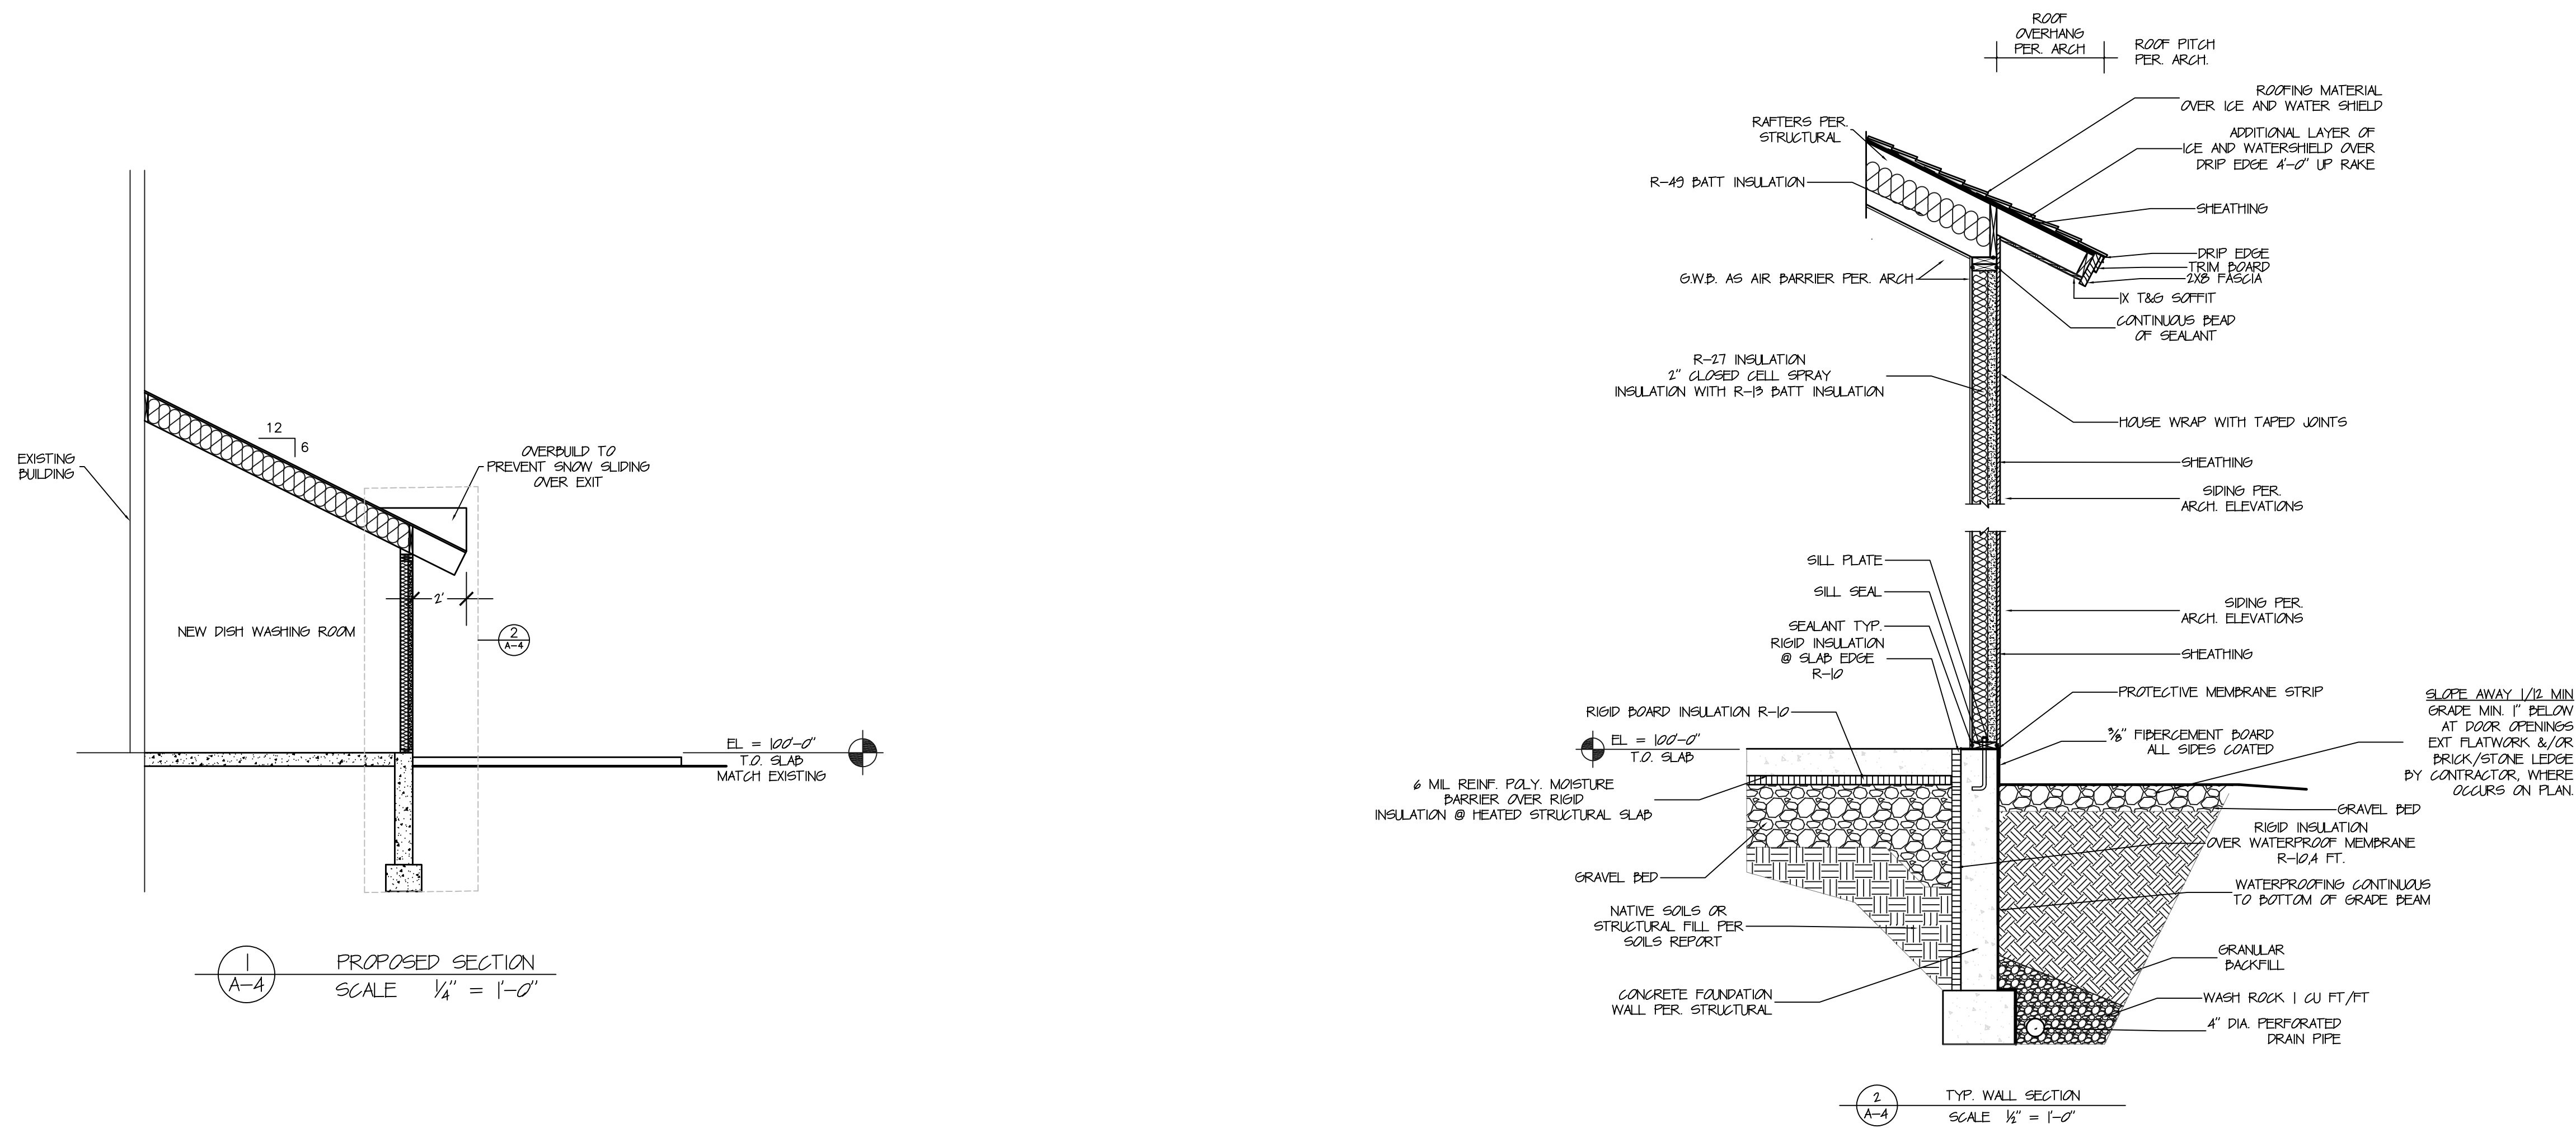 EXISTING
BUILDING
12
6
OVERBUILD TO
PREVENT SNOW SLIDING
OVER EXIT
2'
NEW DISH WASHING ROOM
2
A-4
EL = 100'-0"
T.O. SLAB
MATCH EXISTING
1
A-4
PROPOSED SECTION
SCALE 1/4" = 1'-0"
ROOF
OVERHANG
PER. ARCH
ROOF PITCH
PER. ARCH.
ROOFING MATERIAL
OVER ICE AND WATER SHIELD
ADDITIONAL LAYER OF
ICE AND WATERSHIELD OVER
DRIP EDGE 4'-0" UP RAKE
SHEATHING
DRIP EDGE
TRIM BOARD
2X8 FASCIA
1X T&G SOFFIT
CONTINUOUS BEAD
OF SEALANT
HOUSE WRAP WITH TAPED JOINTS
SHEATHING
SIDING PER.
ARCH. ELEVATIONS
SIDING PER.
ARCH. ELEVATIONS
SHEATHING
PROTECTIVE MEMBRANE STRIP
3/8" FIBERCEMENT BOARD
ALL SIDES COATED
SLOPE AWAY 1/12 MIN
GRADE MIN. 1" BELOW
AT DOOR OPENINGS
EXT FLATWORK &/OR
BRICK/STONE LEDGE
BY CONTRACTOR, WHERE
OCCURS ON PLAN.
GRAVEL BED
RIGID INSULATION
OVER WATERPROOF MEMBRANE
R-10,4 FT.
WATERPROOFING CONTINUOUS
TO BOTTOM OF GRADE BEAM
GRANULAR
BACKFILL
WASH ROCK 1 CU FT/FT
4" DIA. PERFORATED
DRAIN PIPE
RAFTERS PER.
STRUCTURAL
R-49 BATT INSULATION
G.W.B. AS AIR BARRIER PER. ARCH
R-27 INSULATION
2" CLOSED CELL SPRAY
INSULATION WITH R-13 BATT INSULATION
SILL PLATE
SILL SEAL
SEALANT TYP.
RIGID INSULATION
@ SLAB EDGE
R-10
RIGID BOARD INSULATION R-10
EL = 100'-0"
T.O. SLAB
6 MIL REINF. POLY. MOISTURE
BARRIER OVER RIGID
INSULATION @ HEATED STRUCTURAL SLAB
GRAVEL BED
NATIVE SOILS OR
STRUCTURAL FILL PER
SOILS REPORT
CONCRETE FOUNDATION
WALL PER. STRUCTURAL
2
A-4
TYP. WALL SECTION
SCALE 1/2" = 1'-0"